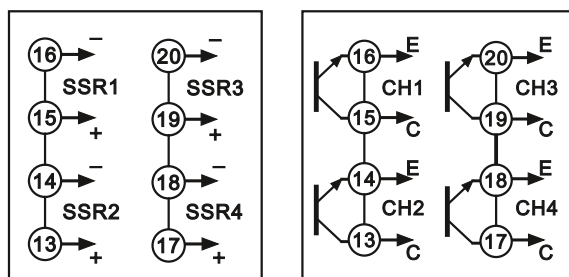 16 − 20 −
SSR1 SSR3
15 + 19 +
14 − 18 −
SSR2 SSR4
13 + 17 +
16 E 20 E
CH1 CH3
15 C 19 C
14 E 18 E
CH2 CH4
13 C 17 C